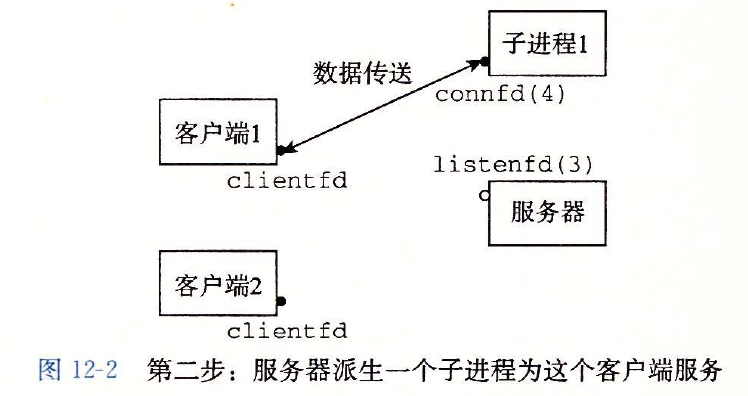 子进程1
数据传送
connfd(4)
客户端1
clientfd
listenfd(3)
服务器
客户端2
clientfd
图 12-2 第二步：服务器派生一个子进程为这个客户端服务